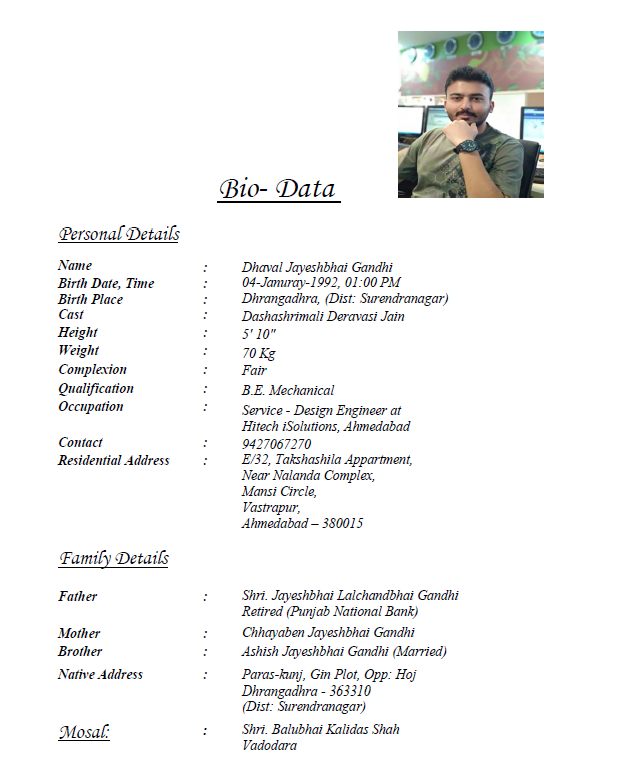 Bio- Data
Personal Details
Name : Dhaval Jayeshbhai Gandhi
Birth Date, Time : 04-Januray-1992, 01:00 PM
Birth Place : Dhrangadhra, (Dist: Surendranagar)
Cast : Dashashrimali Deravasi Jain
Height : 5' 10"
Weight : 70 Kg
Complexion : Fair
Qualification : B.E. Mechanical
Occupation : Service - Design Engineer at
Hitech iSolutions, Ahmedabad
Contact : 9427067270
Residential Address : E/32, Takshashila Appartment,
Near Nalanda Complex,
Mansi Circle,
Vastrapur,
Ahmedabad – 380015
Family Details
Father : Shri. Jayeshbhai Lalchandbhai Gandhi
Retired (Punjab National Bank)
Mother : Chhayaben Jayeshbhai Gandhi
Brother : Ashish Jayeshbhai Gandhi (Married)
Native Address : Paras-kunj, Gin Plot, Opp: Hoj
Dhrangadhra - 363310
(Dist: Surendranagar)
Mosal: : Shri. Balubhai Kalidas Shah
Vadodara